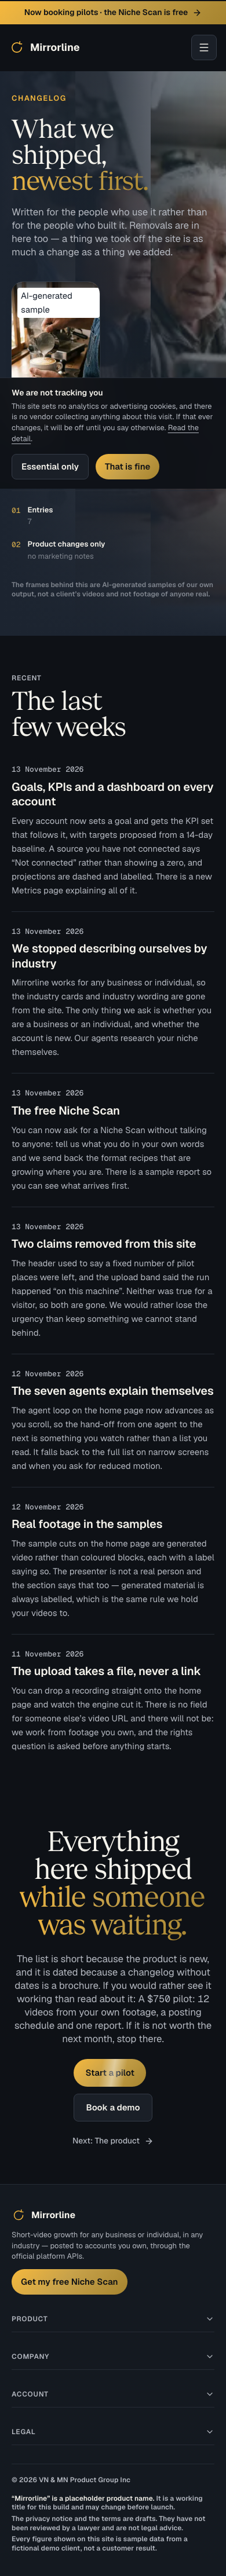 Now booking pilots · the Niche Scan is free →
Mirrorline
CHANGELOG
What we
shipped,
newest first.
Written for the people who use it rather than
for the people who built it. Removals are in
here too — a thing we took off the site is as
much a change as a thing we added.
AI-generated
sample
We are not tracking you
This site sets no analytics or advertising cookies, and there
is no vendor collecting anything about this visit. If that ever
changes, it will be off until you say otherwise. Read the
detail.
Essential only
That is fine
01 Entries
7
02 Product changes only
no marketing notes
The frames behind this are AI-generated samples of our own
output, not a client's videos and not footage of anyone real.
RECENT
The last
few weeks
13 November 2026
Goals, KPIs and a dashboard on every
account
Every account now sets a goal and gets the KPI set
that follows it, with targets proposed from a 14-day
baseline. A source you have not connected says
“Not connected” rather than showing a zero, and
projections are dashed and labelled. There is a new
Metrics page explaining all of it.
13 November 2026
We stopped describing ourselves by
industry
Mirrorline works for any business or individual, so
the industry cards and industry wording are gone
from the site. The only thing we ask is whether you
are a business or an individual, and whether the
account is new. Our agents research your niche
themselves.
13 November 2026
The free Niche Scan
You can now ask for a Niche Scan without talking
to anyone: tell us what you do in your own words
and we send back the format recipes that are
growing where you are. There is a sample report so
you can see what arrives first.
13 November 2026
Two claims removed from this site
The header used to say a fixed number of pilot
places were left, and the upload band said the run
happened “on this machine”. Neither was true for a
visitor, so both are gone. We would rather lose the
urgency than keep something we cannot stand
behind.
12 November 2026
The seven agents explain themselves
The agent loop on the home page now advances as
you scroll, so the hand-off from one agent to the
next is something you watch rather than a list you
read. It falls back to the full list on narrow screens
and when you ask for reduced motion.
12 November 2026
Real footage in the samples
The sample cuts on the home page are generated
video rather than coloured blocks, each with a label
saying so. The presenter is not a real person and
the section says that too — generated material is
always labelled, which is the same rule we hold
your videos to.
11 November 2026
The upload takes a file, never a link
You can drop a recording straight onto the home
page and watch the engine cut it. There is no field
for someone else's video URL and there will not be:
we work from footage you own, and the rights
question is asked before anything starts.
Everything
here shipped
while someone
was waiting.
The list is short because the product is new,
and it is dated because a changelog without
dates is a brochure. If you would rather see it
working than read about it: A $750 pilot: 12
videos from your own footage, a posting
schedule and one report. If it is not worth the
next month, stop there.
Start a pilot
Book a demo
Next: The product →
Mirrorline
Short-video growth for any business or individual, in any
industry — posted to accounts you own, through the
official platform APIs.
Get my free Niche Scan
PRODUCT
COMPANY
ACCOUNT
LEGAL
© 2026 VN & MN Product Group Inc
“Mirrorline” is a placeholder product name. It is a working
title for this build and may change before launch.
The privacy notice and the terms are drafts. They have not
been reviewed by a lawyer and are not legal advice.
Every figure shown on this site is sample data from a
fictional demo client, not a customer result.